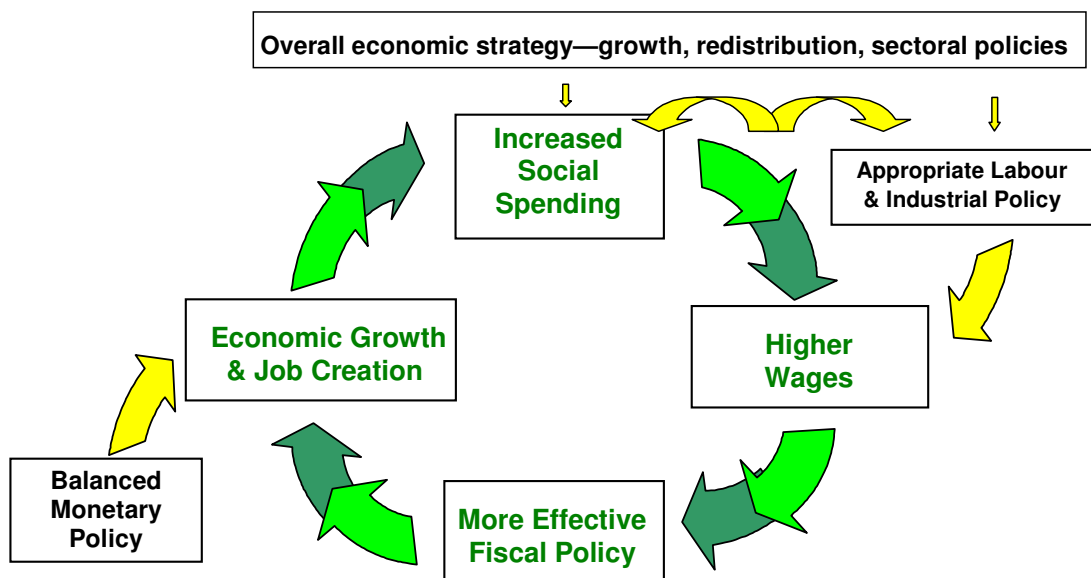 Overall economic strategy—growth, redistribution, sectoral policies
Increased
Social
Spending
Appropriate Labour
& Industrial Policy
Economic Growth
& Job Creation
Higher
Wages
Balanced
Monetary
Policy
More Effective
Fiscal Policy